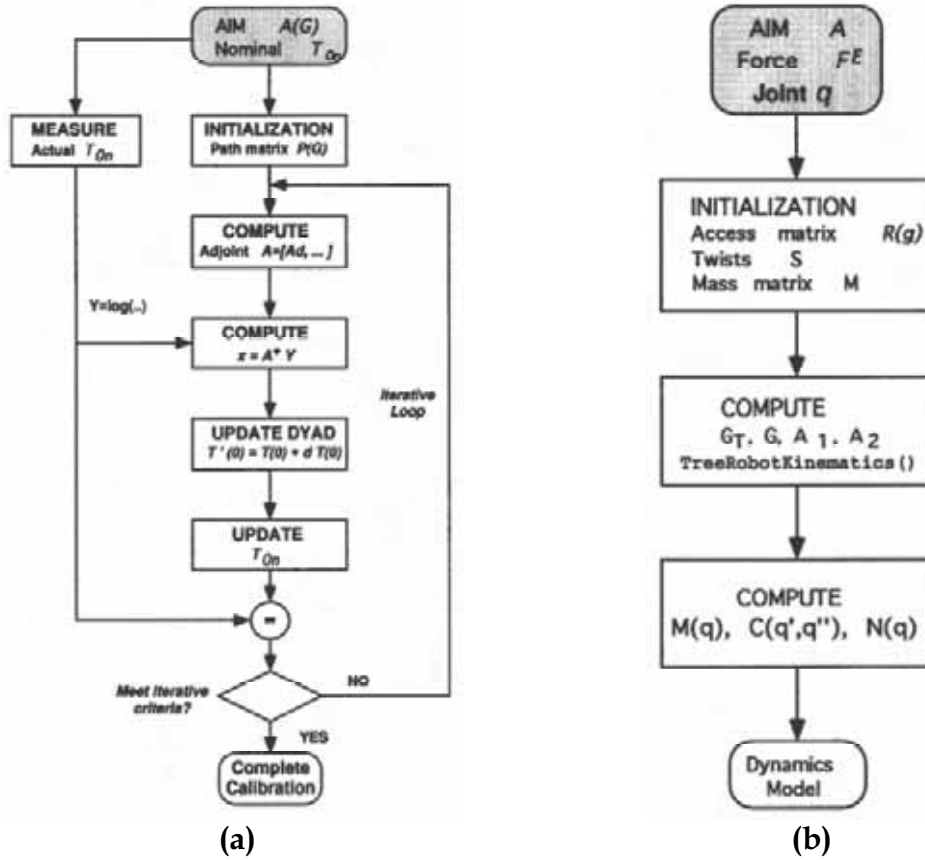 AIM A(G)
Nominal T0n
MEASURE
Actual T0n
INITIALIZATION
Path matrix P(G)
COMPUTE
Adjoint A=[Ad, ... ]
Y=log(..)
COMPUTE
x = A+ Y
Iterative
Loop
UPDATE DYAD
T'(0) = T(0) + d T(0)
UPDATE
T0n
=
Meet iterative
criteria?
NO
YES
Complete
Calibration
(a)
AIM A
Force FE
Joint q
INITIALIZATION
Access matrix R(g)
Twists S
Mass matrix M
COMPUTE
GT, G, A1, A2
TreeRobotKinematics()
COMPUTE
M(q), C(q',q''), N(q)
Dynamics
Model
(b)